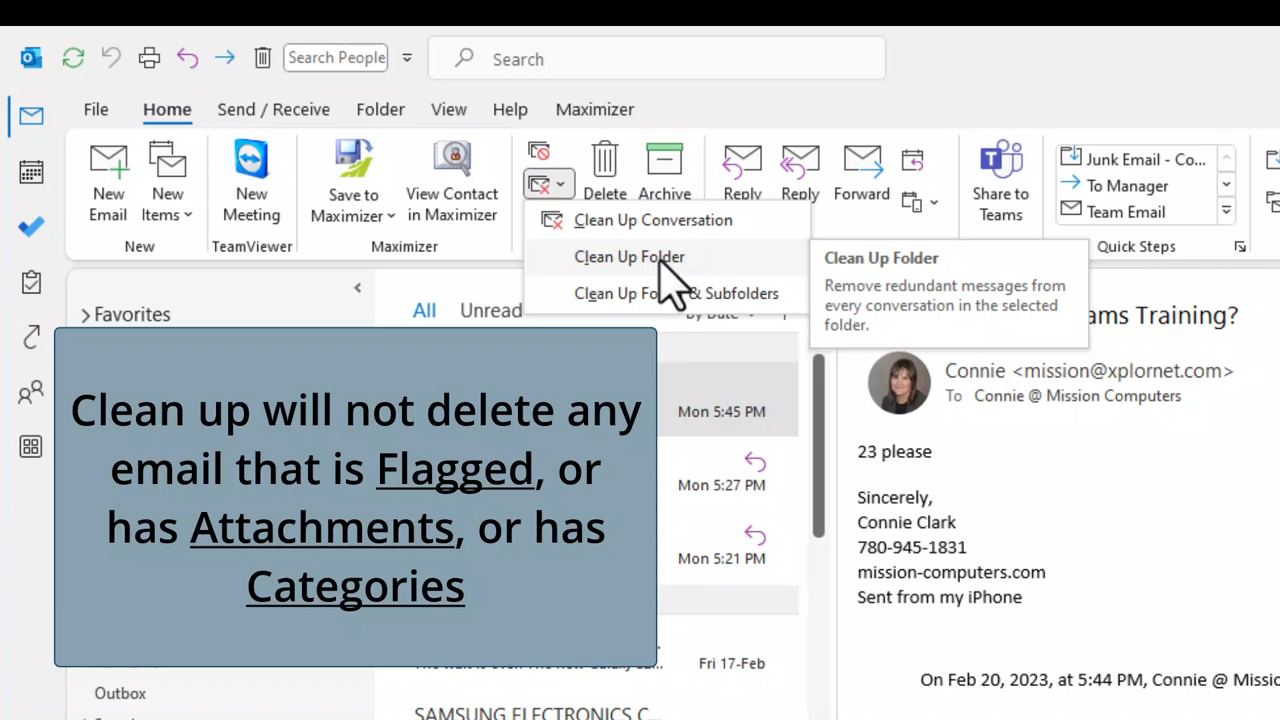 Search People
Search
File Home Send / Receive Folder View Help Maximizer
New Email
New Items
New Meeting
Save to Maximizer
View Contact in Maximizer
Delete
Archive
Reply
Reply
Forward
Share to Teams
Junk Email - Co...
To Manager
Team Email
New
TeamViewer
Maximizer
Quick Steps
Clean Up Conversation
Clean Up Folder
Clean Up Fo & Subfolders
Clean Up Folder
Remove redundant messages from
every conversation in the selected
folder.
Favorites
All Unread
By Date
ams Training?
Clean up will not delete any
email that is Flagged, or
has Attachments, or has
Categories
Mon 5:45 PM
Mon 5:27 PM
Mon 5:21 PM
Fri 17-Feb
SAMSUNG ELECTRONICS C...
Outbox
Connie <mission@xplornet.com>
To Connie @ Mission Computers
23 please
Sincerely,
Connie Clark
780-945-1831
mission-computers.com
Sent from my iPhone
On Feb 20, 2023, at 5:44 PM, Connie @ Missio